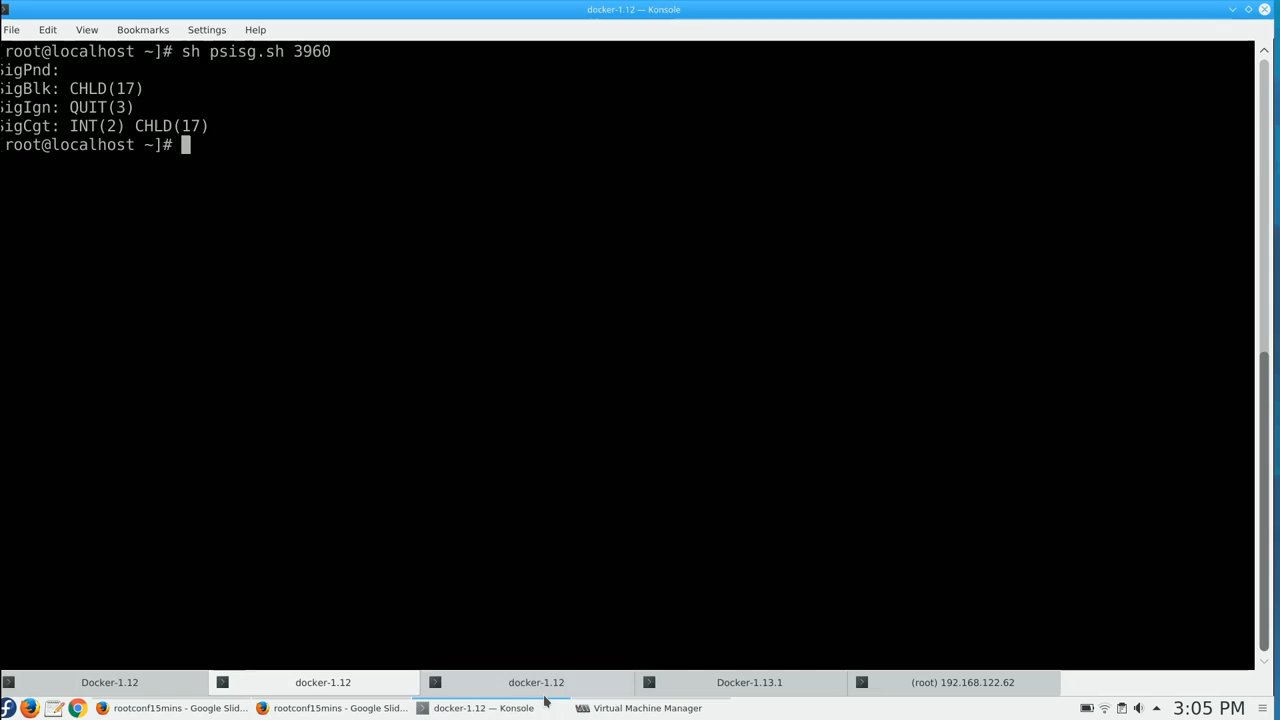 docker-1.12 — Konsole
File Edit View Bookmarks Settings Help
root@localhost ~]# sh psisg.sh 3960
SigPnd:
SigBlk: CHLD(17)
SigIgn: QUIT(3)
SigCgt: INT(2) CHLD(17)
root@localhost ~]#
Docker-1.12 docker-1.12 docker-1.12 Docker-1.13.1 (root) 192.168.122.62
rootconf15mins - Google Slid... rootconf15mins - Google Slid... docker-1.12 — Konsole Virtual Machine Manager 3:05 PM